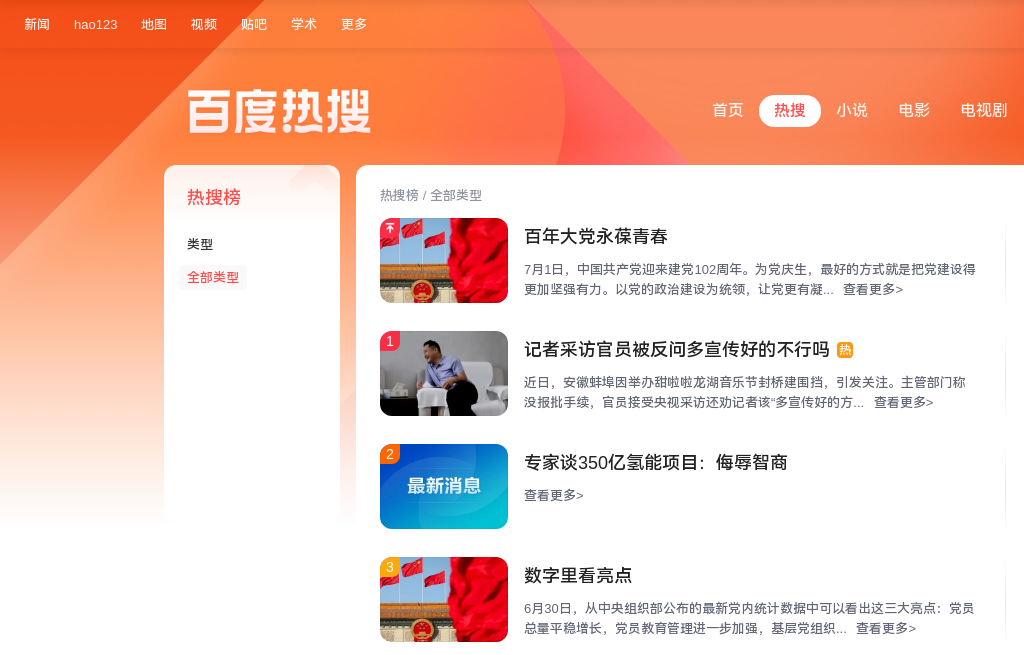 新闻 hao123 地图 视频 贴吧 学术 更多
百度热搜
首页 热搜 小说 电影 电视剧
热搜榜
类型
全部类型
热搜榜 / 全部类型
百年大党永葆青春
7月1日，中国共产党迎来建党102周年。为党庆生，最好的方式就是把党建设得
更加坚强有力。以党的政治建设为统领，让党更有凝... 查看更多>
1
记者采访官员被反问多宣传好的不行吗 热
近日，安徽蚌埠因举办甜啦啦龙湖音乐节封桥建围挡，引发关注。主管部门称
没报批手续，官员接受央视采访还劝记者该“多宣传好的方... 查看更多>
2
最新消息
专家谈350亿氢能项目：侮辱智商
查看更多>
3
数字里看亮点
6月30日，从中央组织部公布的最新党内统计数据中可以看出这三大亮点：党员
总量平稳增长，党员教育管理进一步加强，基层党组织... 查看更多>